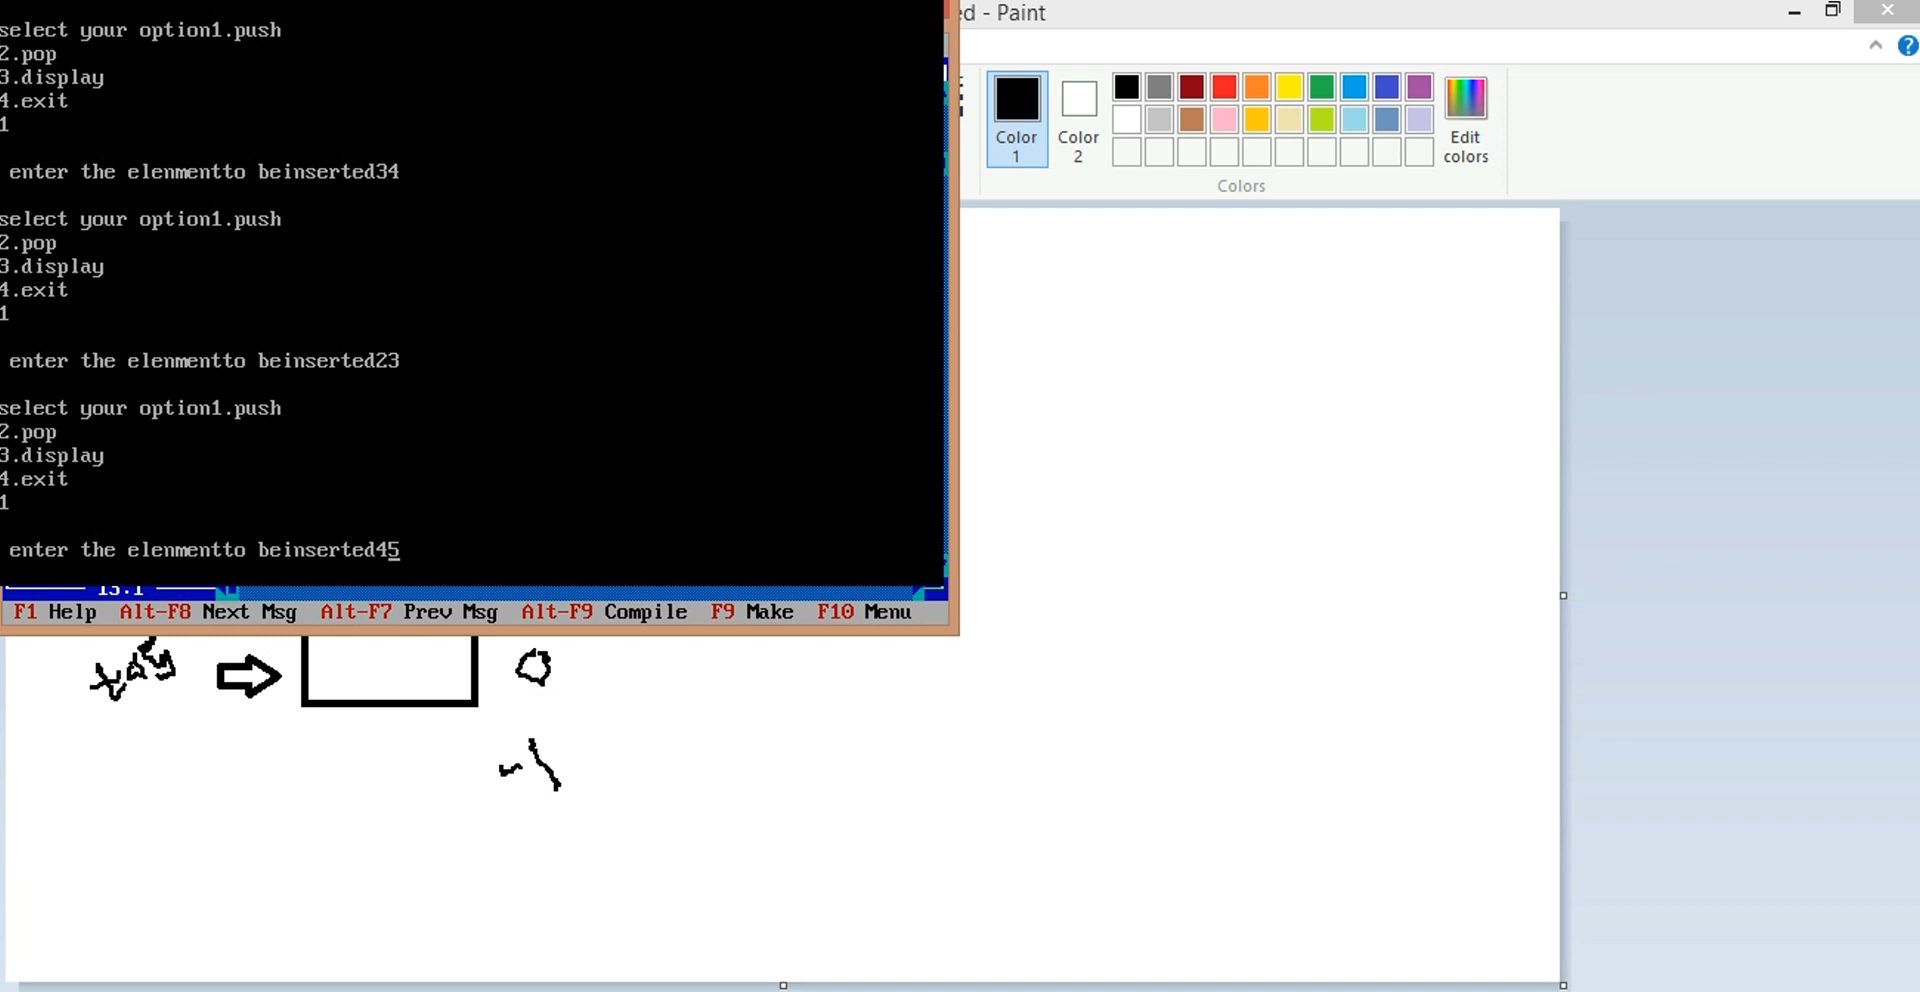 select your option1.push
2.pop
3.display
4.exit
1
enter the elenmentto beinserted34
select your option1.push
2.pop
3.display
4.exit
1
enter the elenmentto beinserted23
select your option1.push
2.pop
3.display
4.exit
1
enter the elenmentto beinserted45
F1 Help Alt-F8 Next Msg Alt-F7 Prev Msg Alt-F9 Compile F9 Make F10 Menu
ed - Paint
Color 1
Color 2
Edit colors
Colors
0